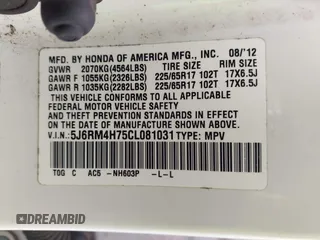 MFD. BY HONDA OF AMERICA MFG., INC. 08/'12
GVWR 2070KG(4564LBS) TIRE SIZE RIM SIZE
GAWR F 1055KG(2326LBS) 225/65R17 102T 17X6.5J
GAWR R 1035KG(2282LBS) 225/65R17 102T 17X6.5J
THIS VEHICLE CONFORMS TO ALL APPLICABLE
FEDERAL MOTOR VEHICLE SAFETY AND
THEFT PREVENTION STANDARDS IN EFFECT
ON THE DATE OF MANUFACTURE SHOWN ABOVE.
V.I.N.: 5J6RM4H75CL081031 TYPE: MPV
T0G C AC5 -NH603P -L-L
DREAMBID